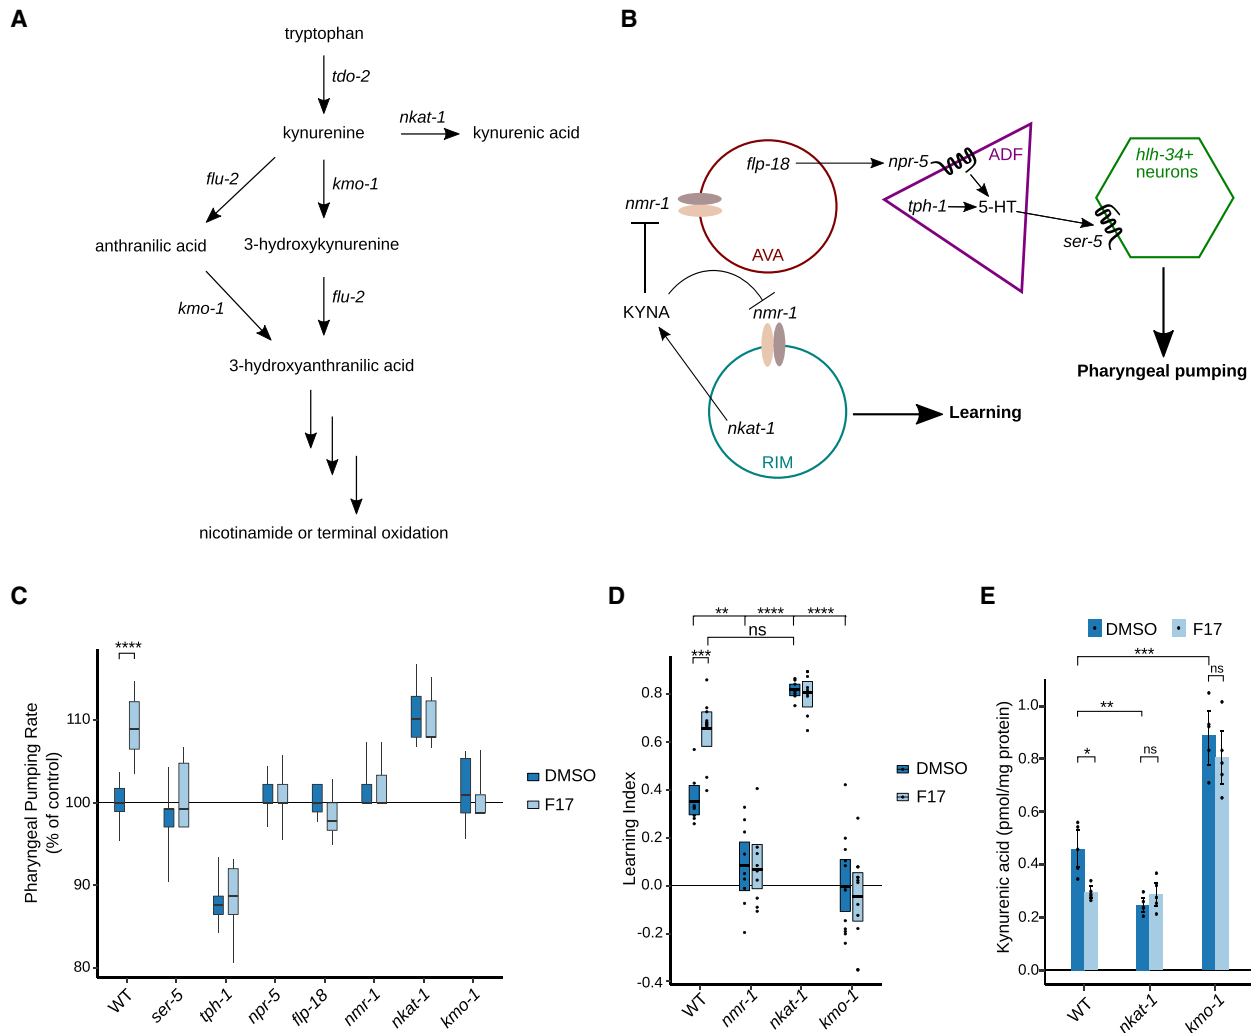 A
tryptophan
tdo-2
nkat-1
kynurenine
kynurenic acid
flu-2
kmo-1
anthranilic acid
3-hydroxykynurenine
kmo-1
flu-2
3-hydroxyanthranilic acid
nicotinamide or terminal oxidation
B
flp-18
npr-5
ADF
hlh-34+
neurons
nmr-1
tph-1
5-HT
ser-5
AVA
KYNA
nmr-1
Pharyngeal pumping
nkat-1
Learning
RIM
C
Pharyngeal Pumping Rate
(% of control)
110
100
90
80
****
WT
ser-5
tph-1
npr-5
flp-18
nmr-1
nkat-1
kmo-1
DMSO
F17
D
** **** ****
ns
***
Learning Index
0.8
0.6
0.4
0.2
0.0
-0.2
-0.4
WT
nmr-1
nkat-1
kmo-1
DMSO
F17
E
DMSO F17
***
ns
**
*
ns
Kynurenic acid (pmol/mg protein)
1.0
0.8
0.6
0.4
0.2
0.0
WT
nkat-1
kmo-1